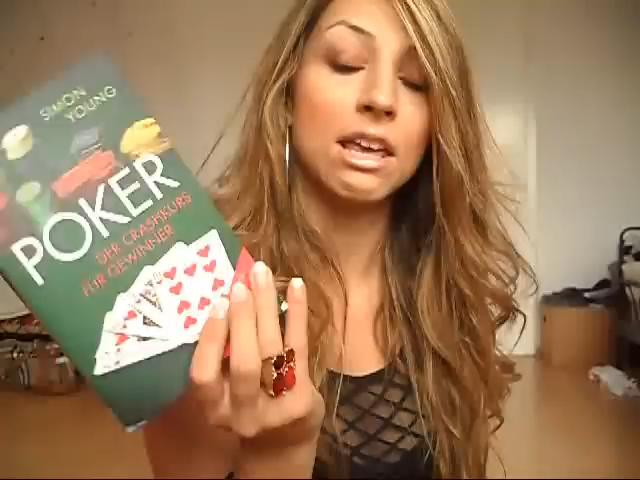 SIMON
YOUNG
POKER
DER CRASHKURS
FÜR GEWINNER